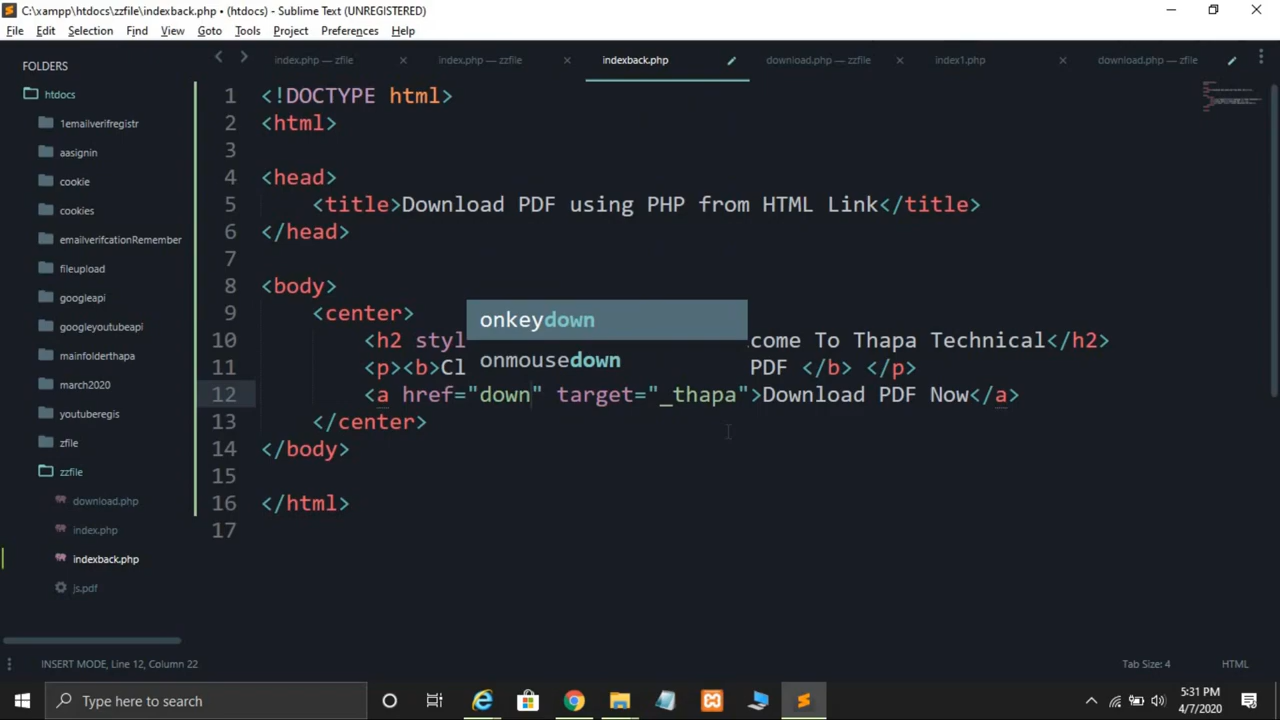 C:\xampp\htdocs\zzfile\indexback.php • (htdocs) - Sublime Text (UNREGISTERED)
File Edit Selection Find View Goto Tools Project Preferences Help
FOLDERS
htdocs
1emailverifregistr
aasignin
cookie
cookies
emailverifcationRemember
fileupload
googleapi
googleyoutubeapi
mainfolderthapa
march2020
youtuberegis
zfile
zzfile
download.php
index.php
indexback.php
js.pdf
index.php — zzfile index.php — zzfile indexback.php download.php — zzfile index1.php download.php — zzfile
1 <!DOCTYPE html>
2 <html>
3
4 <head>
5 <title>Download PDF using PHP from HTML Link</title>
6 </head>
7
8 <body>
9 <center>
onkeydown
10 <h2 styl come To Thapa Technical</h2>
onmousedown
11 <p><b>Cl PDF </b> </p>
12 <a href="down" target="_thapa">Download PDF Now</a>
13 </center>
14 </body>
15
16 </html>
17
INSERT MODE, Line 12, Column 22 Tab Size: 4 HTML
Type here to search
5:31 PM
4/7/2020